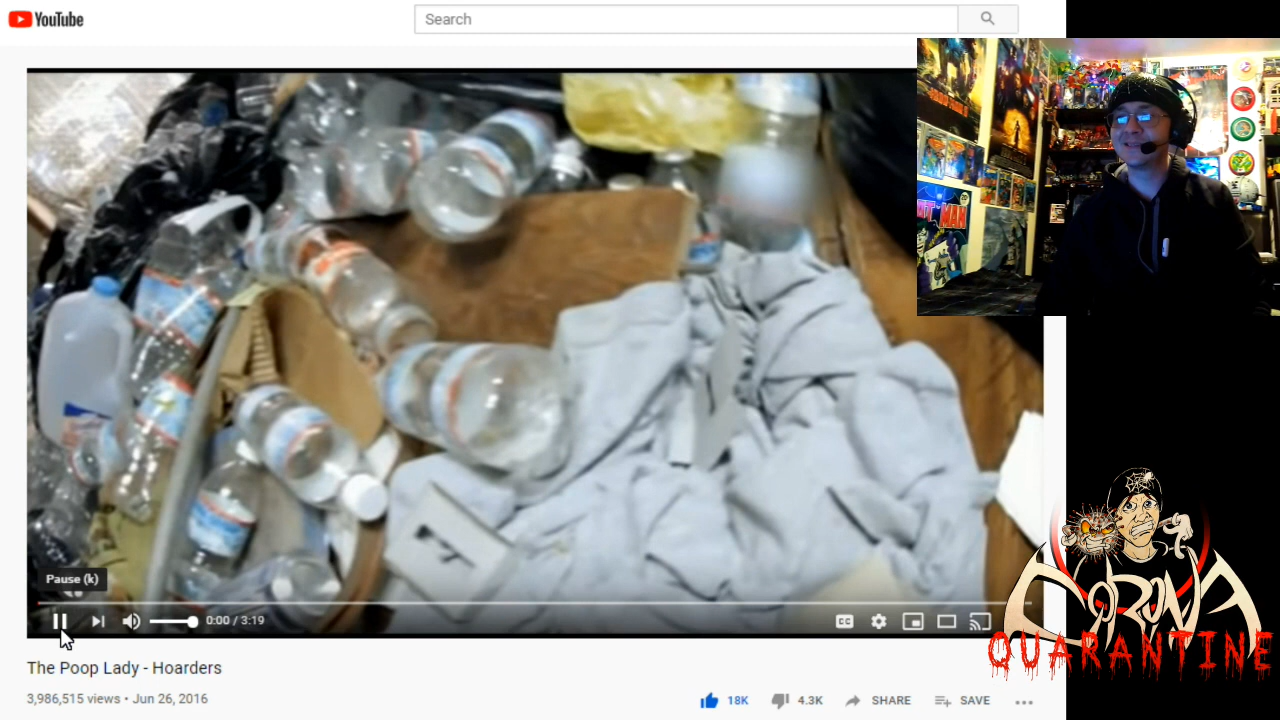 YouTube
Search
Pause (k)
0:00 / 3:19
CC
The Poop Lady - Hoarders
3,986,515 views • Jun 26, 2016
18K
4.3K
SHARE
SAVE
CORONA
QUARANTINE